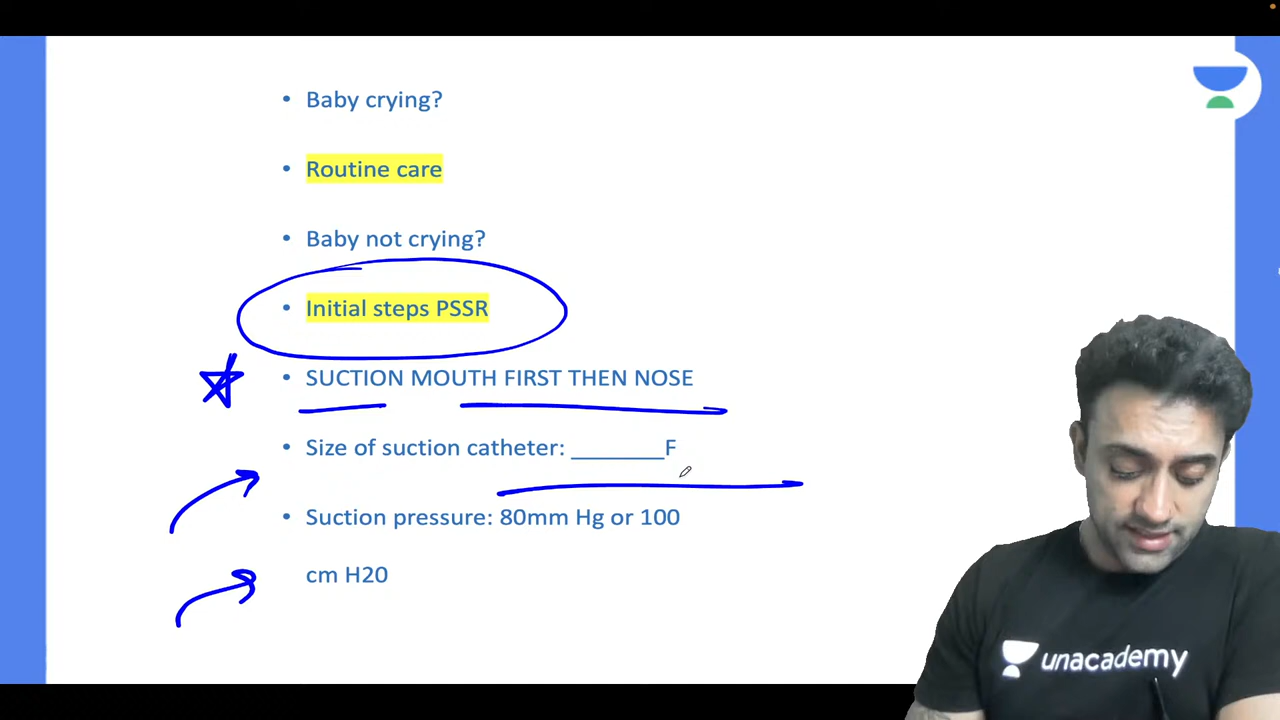 • Baby crying?
• Routine care
• Baby not crying?
• Initial steps PSSR
• SUCTION MOUTH FIRST THEN NOSE
• Size of suction catheter: ________F
• Suction pressure: 80mm Hg or 100
cm H20
unacademy